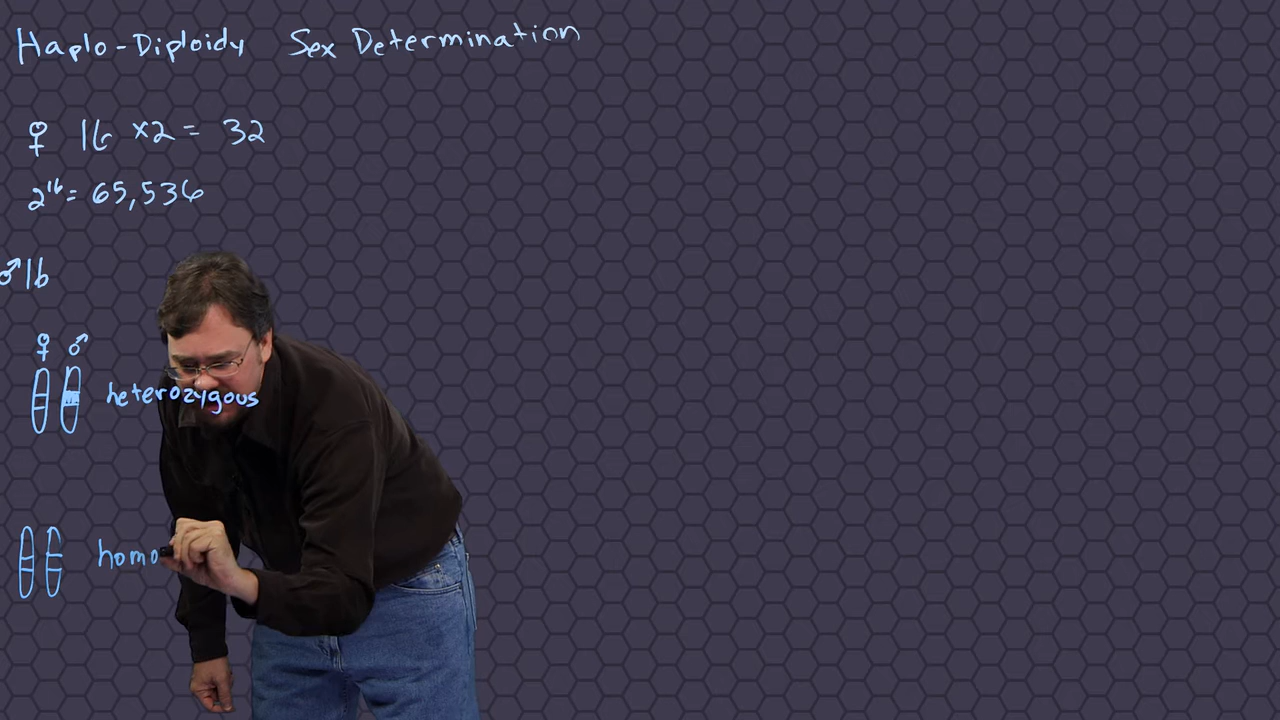 Haplo-Diploidy Sex Determination
♀ 16 ×2 = 32
2¹⁶ = 65,536
♂ 16
♀ ♂
heterozygous
homo